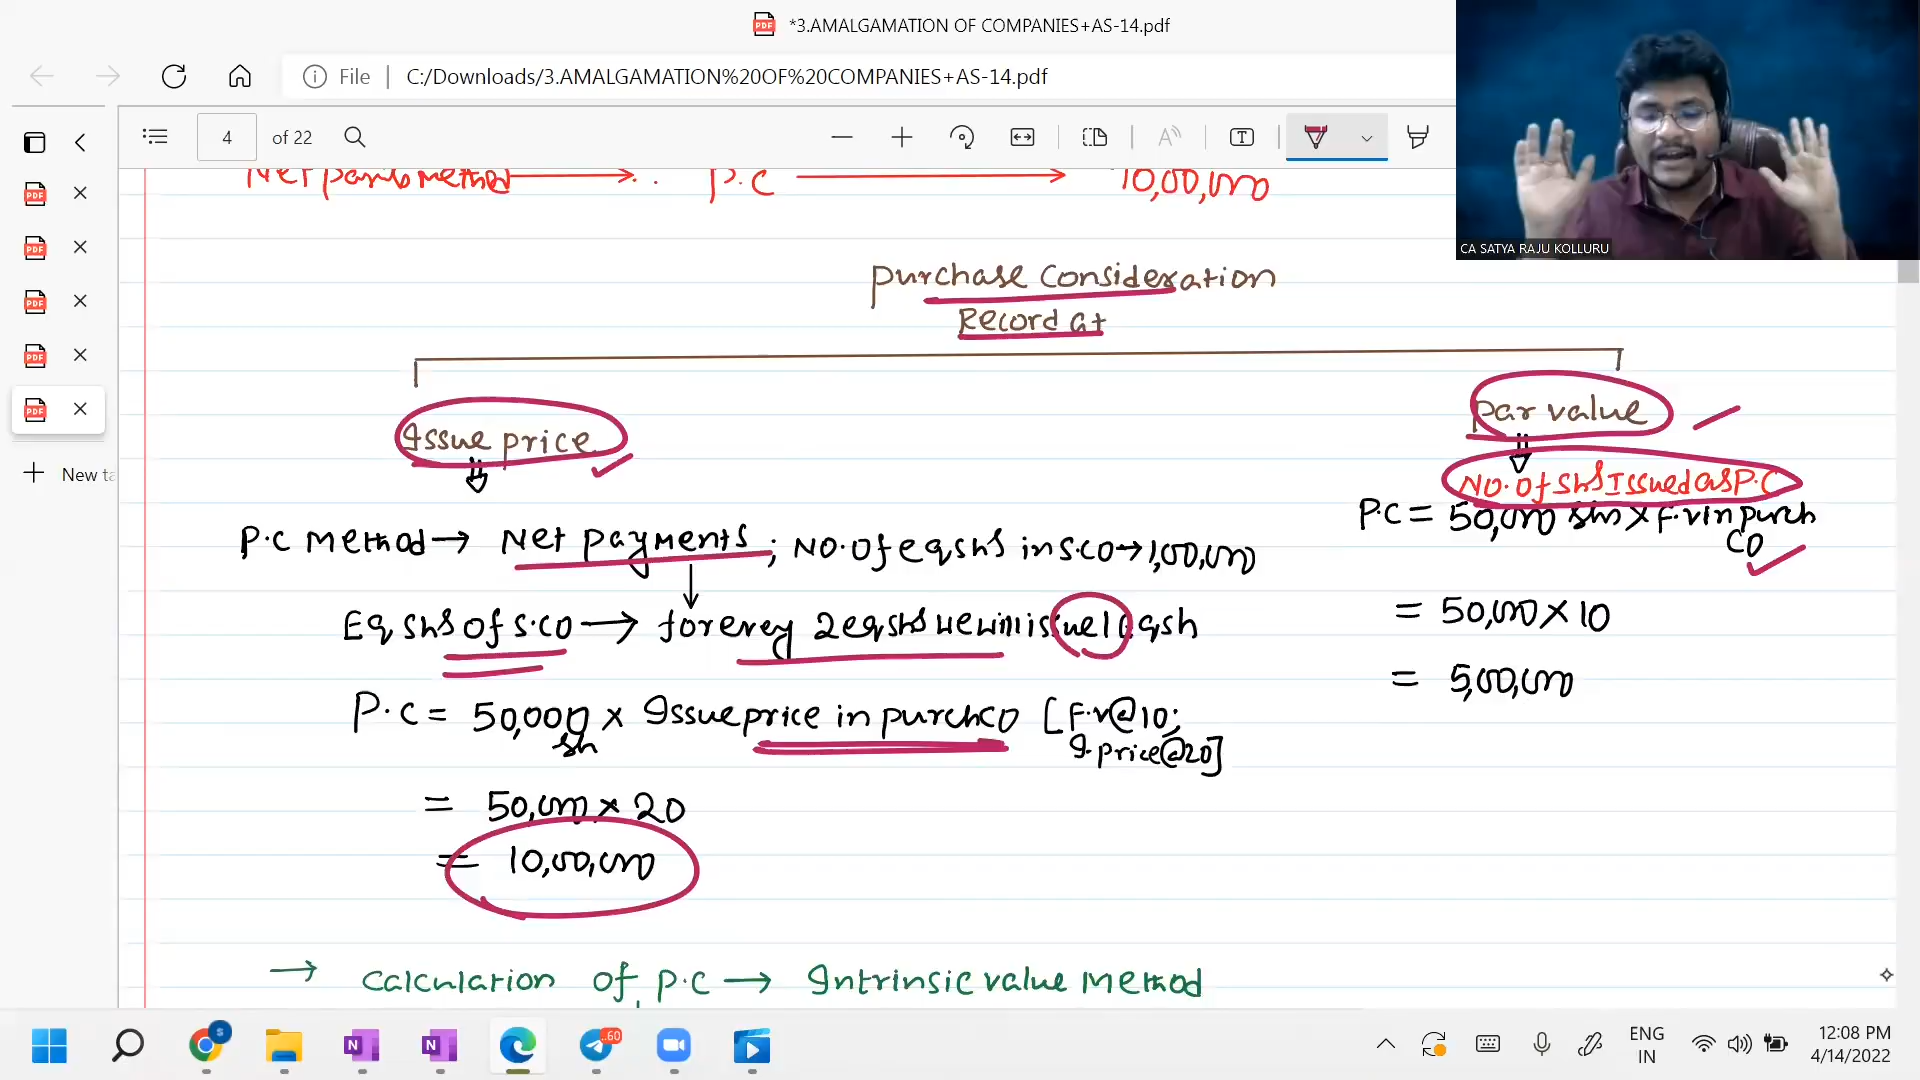 *3.AMALGAMATION OF COMPANIES+AS-14.pdf
File
C:/Downloads/3.AMALGAMATION%20OF%20COMPANIES+AS-14.pdf
4 of 22
CA SATYA RAJU KOLLURU
Method P.C 10,00,000
Purchase Consideration
Record at
Issue price
Par value
No. of shs Issued as P.C
P.C Method → Net payments ; No. of eq shs in S.CO → 1,00,000
P.C = 50,000 shs × F.V in purch CO
Eq shs of S.CO → for every 2 eq shs we will issue 1 eq sh
= 50,000 × 10
P.C = 50,000 sh × Issue price in purch CO [F.v@10; I.price@20]
= 5,00,000
= 50,000 × 20
= 10,00,000
→ Calculation of P.C → Intrinsic value Method
New ta
.60
ENG
IN
12:08 PM
4/14/2022